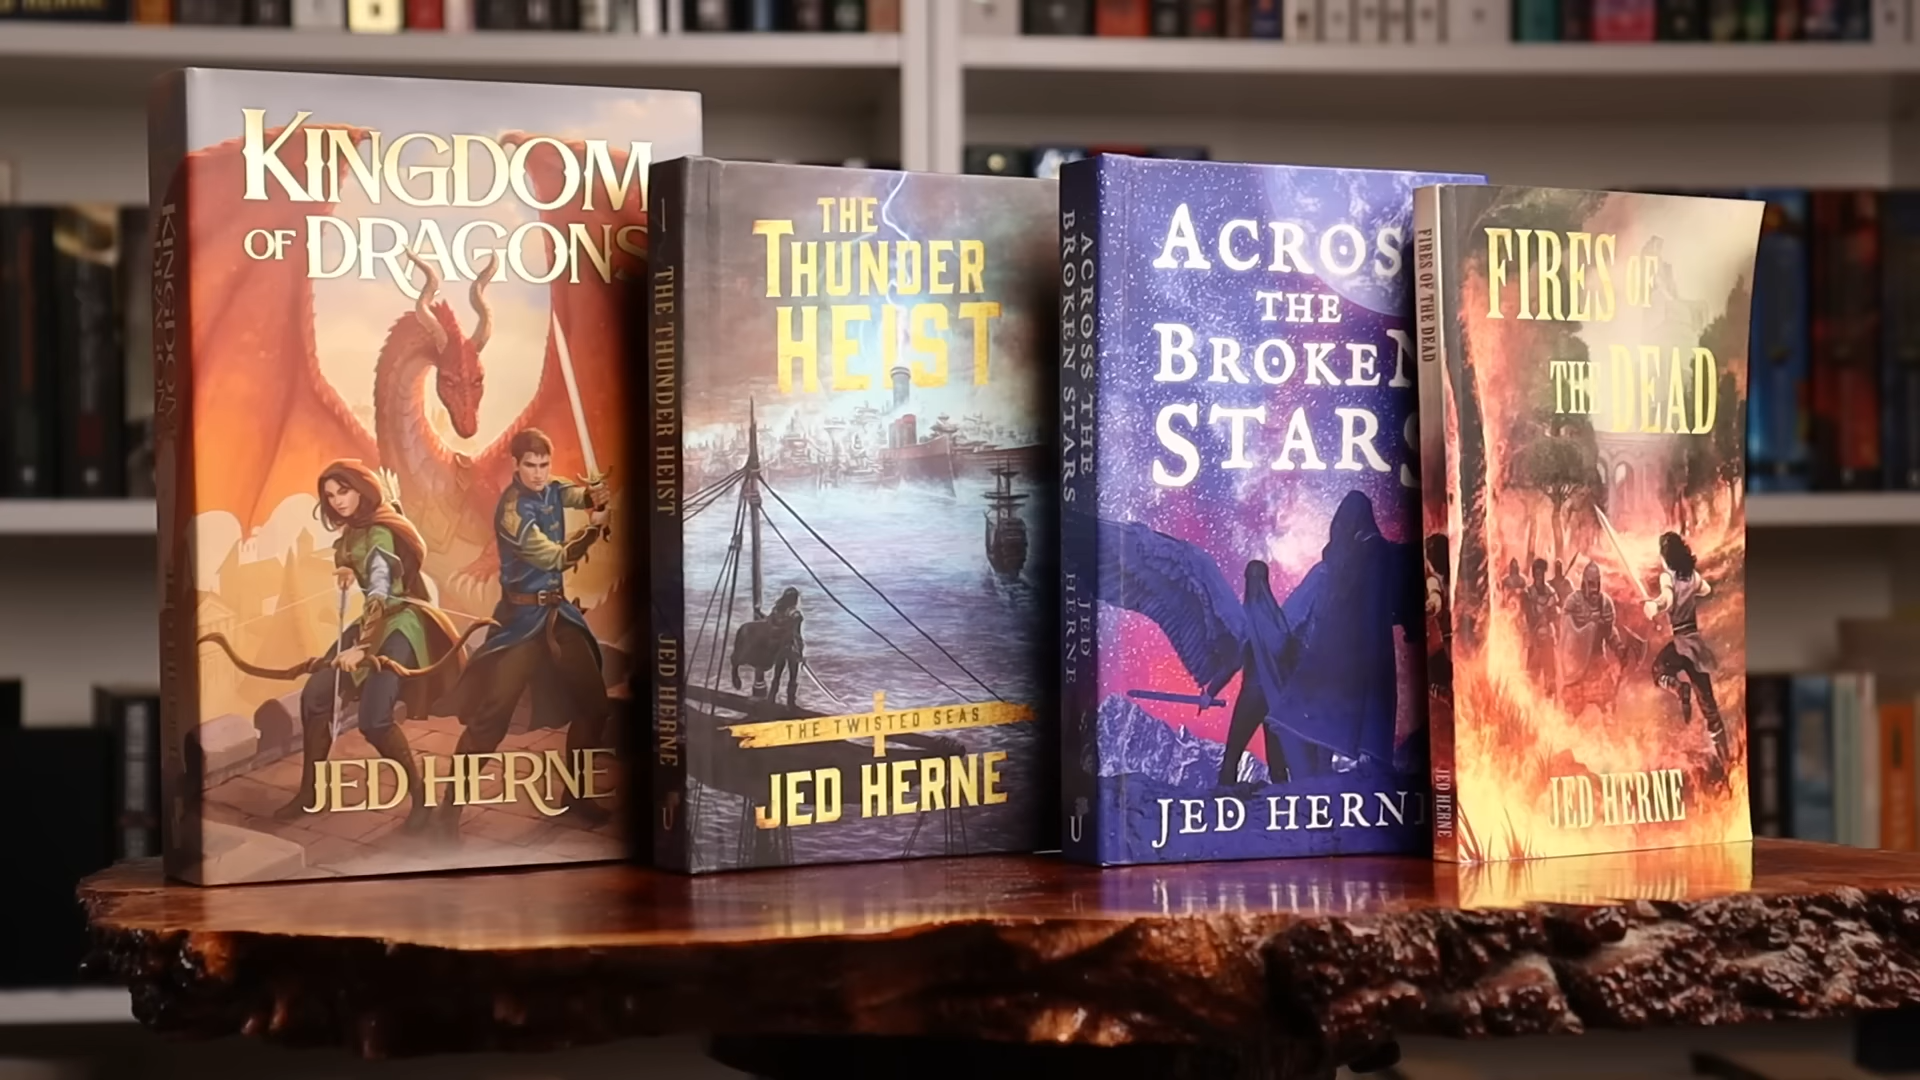 KINGDOM
OF DRAGONS
JED HERNE
THE THUNDER HEIST
JED HERNE
THE
THUNDER
HEIST
THE TWISTED SEAS
JED HERNE
ACROSS THE
BROKEN STARS
JED
HERNE
ACROS
THE
BROKEN
STARS
JED HERN
FIRES OF THE DEAD
JED HERNE
FIRES OF
THE DEAD
JED HERNE